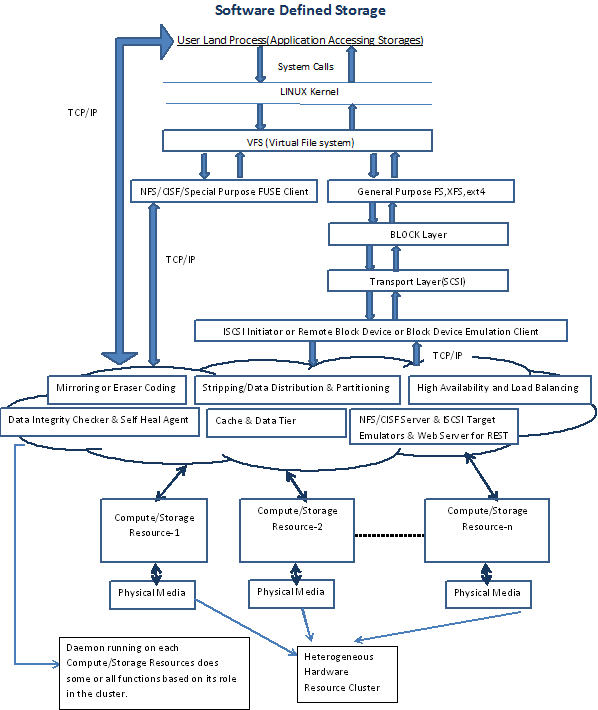 Software Defined Storage
User Land Process(Application Accessing Storages)
System Calls
LINUX Kernel
TCP/IP
VFS (Virtual File system)
NFS/CISF/Special Purpose FUSE Client
General Purpose FS,XFS,ext4
BLOCK Layer
TCP/IP
Transport Layer(SCSI)
ISCSI Initiator or Remote Block Device or Block Device Emulation Client
TCP/IP
Mirroring or Eraser Coding
Stripping/Data Distribution & Partitioning
High Availability and Load Balancing
Data Integrity Checker & Self Heal Agent
Cache & Data Tier
NFS/CISF Server & ISCSI Target
Emulators & Web Server for REST
Compute/Storage
Resource-1
Compute/Storage
Resource-2
Compute/Storage
Resource-n
Physical Media
Physical Media
Physical Media
Daemon running on each
Compute/Storage Resources does
some or all functions based on its role
in the cluster.
Heterogeneous
Hardware
Resource Cluster